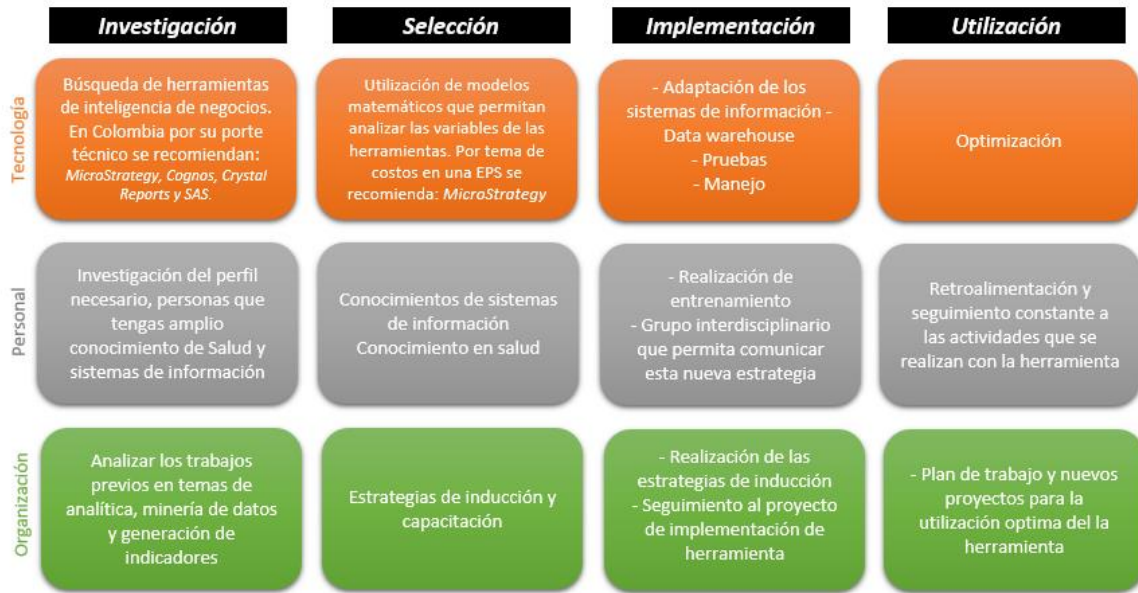 Investigación
Selección
Implementación
Utilización
Tecnología
Búsqueda de herramientas
de inteligencia de negocios.
En Colombia por su porte
técnico se recomiendan:
MicroStrategy, Cognos, Crystal
Reports y SAS.
Utilización de modelos
matemáticos que permitan
analizar las variables de las
herramientas. Por tema de
costos en una EPS se
recomienda: MicroStrategy
- Adaptación de los
sistemas de información -
Data warehouse
- Pruebas
- Manejo
Optimización
Personal
Investigación del perfil
necesario, personas que
tengas amplio
conocimiento de Salud y
sistemas de información
Conocimientos de sistemas
de información
Conocimiento en salud
- Realización de
entrenamiento
- Grupo interdisciplinario
que permita comunicar
esta nueva estrategia
Retroalimentación y
seguimiento constante a
las actividades que se
realizan con la herramienta
Organización
Analizar los trabajos
previos en temas de
analítica, minería de datos
y generación de
indicadores
Estrategias de inducción y
capacitación
- Realización de las
estrategias de inducción
- Seguimiento al proyecto
de implementación de
herramienta
- Plan de trabajo y nuevos
proyectos para la
utilización optima del la
herramienta